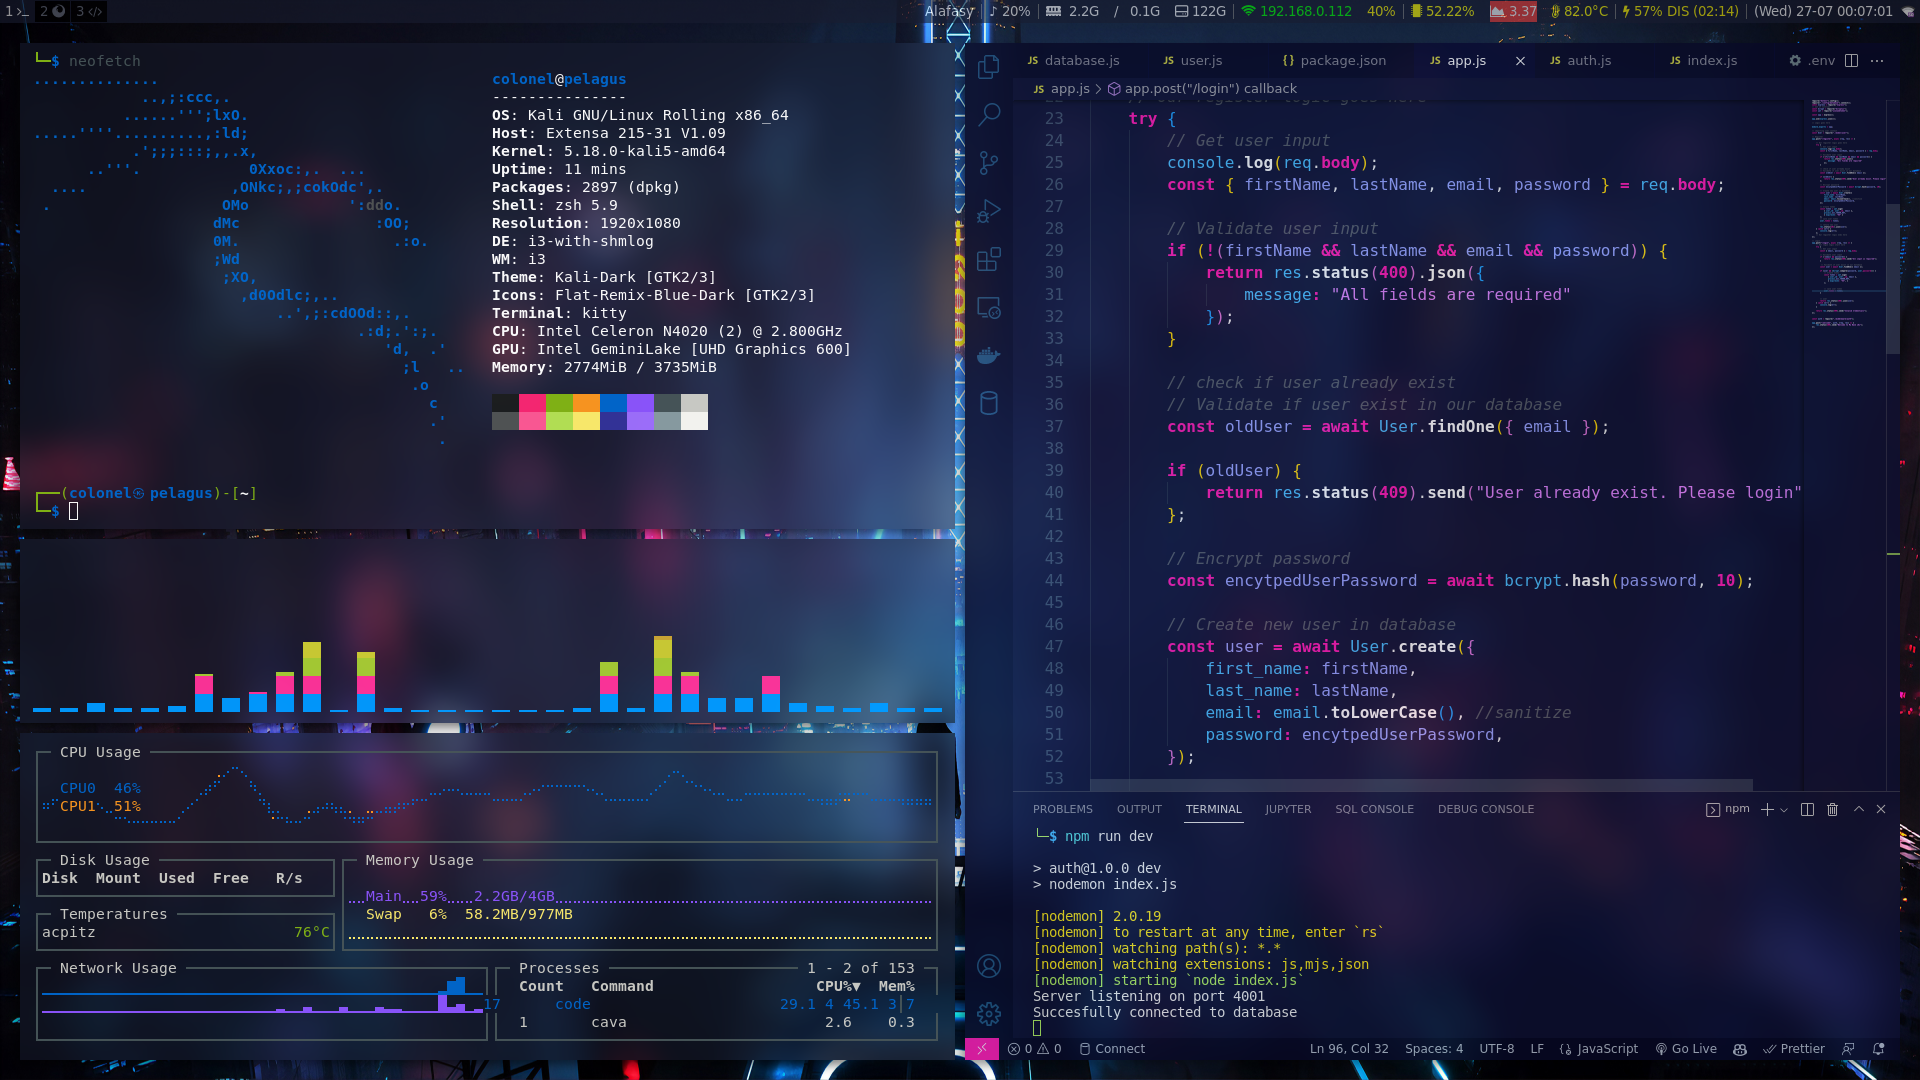 1 >_ 2 3 </>
Alafasy ♪ 20% | 2.2G / 0.1G | 122G | 192.168.0.112 40% | 52.22% | 3.37 82.0°C | 57% DIS (02:14) | (Wed) 27-07 00:07:01
└─$ neofetch
colonel@pelagus
---------------
OS: Kali GNU/Linux Rolling x86_64
Host: Extensa 215-31 V1.09
Kernel: 5.18.0-kali5-amd64
Uptime: 11 mins
Packages: 2897 (dpkg)
Shell: zsh 5.9
Resolution: 1920x1080
DE: i3-with-shmlog
WM: i3
Theme: Kali-Dark [GTK2/3]
Icons: Flat-Remix-Blue-Dark [GTK2/3]
Terminal: kitty
CPU: Intel Celeron N4020 (2) @ 2.800GHz
GPU: Intel GeminiLake [UHD Graphics 600]
Memory: 2774MiB / 3735MiB
┌──(colonel㉿pelagus)-[~]
└─$
CPU Usage
CPU0 46%
CPU1 51%
Disk Usage
Disk Mount Used Free R/s
Temperatures
acpitz 76°C
Memory Usage
Main 59% 2.2GB/4GB
Swap 6% 58.2MB/977MB
Network Usage
Processes 1 - 2 of 153
Count Command CPU%▼ Mem%
17 code 29.1 4 45.1 3 7
1 cava 2.6 0.3
JS database.js JS user.js {} package.json JS app.js × JS auth.js JS index.js .env ···
JS app.js > app.post("/login") callback
23 try {
24 // Get user input
25 console.log(req.body);
26 const { firstName, lastName, email, password } = req.body;
27
28 // Validate user input
29 if (!(firstName && lastName && email && password)) {
30 return res.status(400).json({
31 message: "All fields are required"
32 });
33 }
34
35 // check if user already exist
36 // Validate if user exist in our database
37 const oldUser = await User.findOne({ email });
38
39 if (oldUser) {
40 return res.status(409).send("User already exist. Please login"
41 };
42
43 // Encrypt password
44 const encytpedUserPassword = await bcrypt.hash(password, 10);
45
46 // Create new user in database
47 const user = await User.create({
48 first_name: firstName,
49 last_name: lastName,
50 email: email.toLowerCase(), //sanitize
51 password: encytpedUserPassword,
52 });
53
PROBLEMS OUTPUT TERMINAL JUPYTER SQL CONSOLE DEBUG CONSOLE npm
└─$ npm run dev
> auth@1.0.0 dev
> nodemon index.js
[nodemon] 2.0.19
[nodemon] to restart at any time, enter `rs`
[nodemon] watching path(s): *.*
[nodemon] watching extensions: js,mjs,json
[nodemon] starting `node index.js`
Server listening on port 4001
Succesfully connected to database
0 0 Connect Ln 96, Col 32 Spaces: 4 UTF-8 LF JavaScript Go Live Prettier